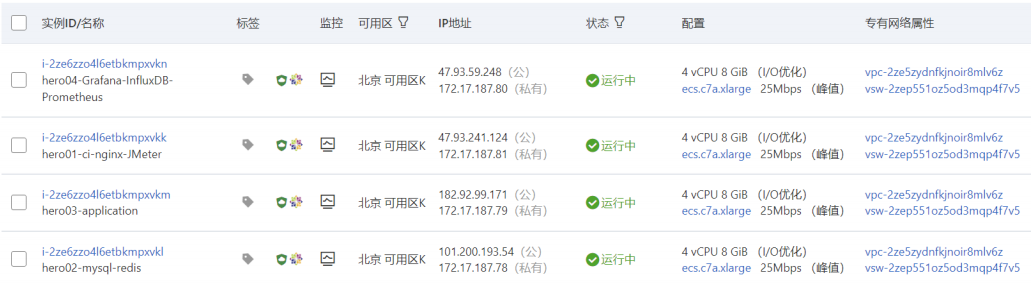 实例ID/名称 标签 监控 可用区 IP地址 状态 配置 专有网络属性
i-2ze6zzo4l6etbkmpxvkn
hero04-Grafana-InfluxDB-
Prometheus
北京 可用区K
47.93.59.248（公）
172.17.187.80（私有）
运行中
4 vCPU 8 GiB （I/O优化）
ecs.c7a.xlarge 25Mbps （峰值）
vpc-2ze5zydnfkjnoir8mlv6z
vsw-2zep551oz5od3mqp4f7v5
i-2ze6zzo4l6etbkmpxvkk
hero01-ci-nginx-JMeter
北京 可用区K
47.93.241.124（公）
172.17.187.81（私有）
运行中
4 vCPU 8 GiB （I/O优化）
ecs.c7a.xlarge 25Mbps （峰值）
vpc-2ze5zydnfkjnoir8mlv6z
vsw-2zep551oz5od3mqp4f7v5
i-2ze6zzo4l6etbkmpxvkm
hero03-application
北京 可用区K
182.92.99.171（公）
172.17.187.79（私有）
运行中
4 vCPU 8 GiB （I/O优化）
ecs.c7a.xlarge 25Mbps （峰值）
vpc-2ze5zydnfkjnoir8mlv6z
vsw-2zep551oz5od3mqp4f7v5
i-2ze6zzo4l6etbkmpxvkl
hero02-mysql-redis
北京 可用区K
101.200.193.54（公）
172.17.187.78（私有）
运行中
4 vCPU 8 GiB （I/O优化）
ecs.c7a.xlarge 25Mbps （峰值）
vpc-2ze5zydnfkjnoir8mlv6z
vsw-2zep551oz5od3mqp4f7v5